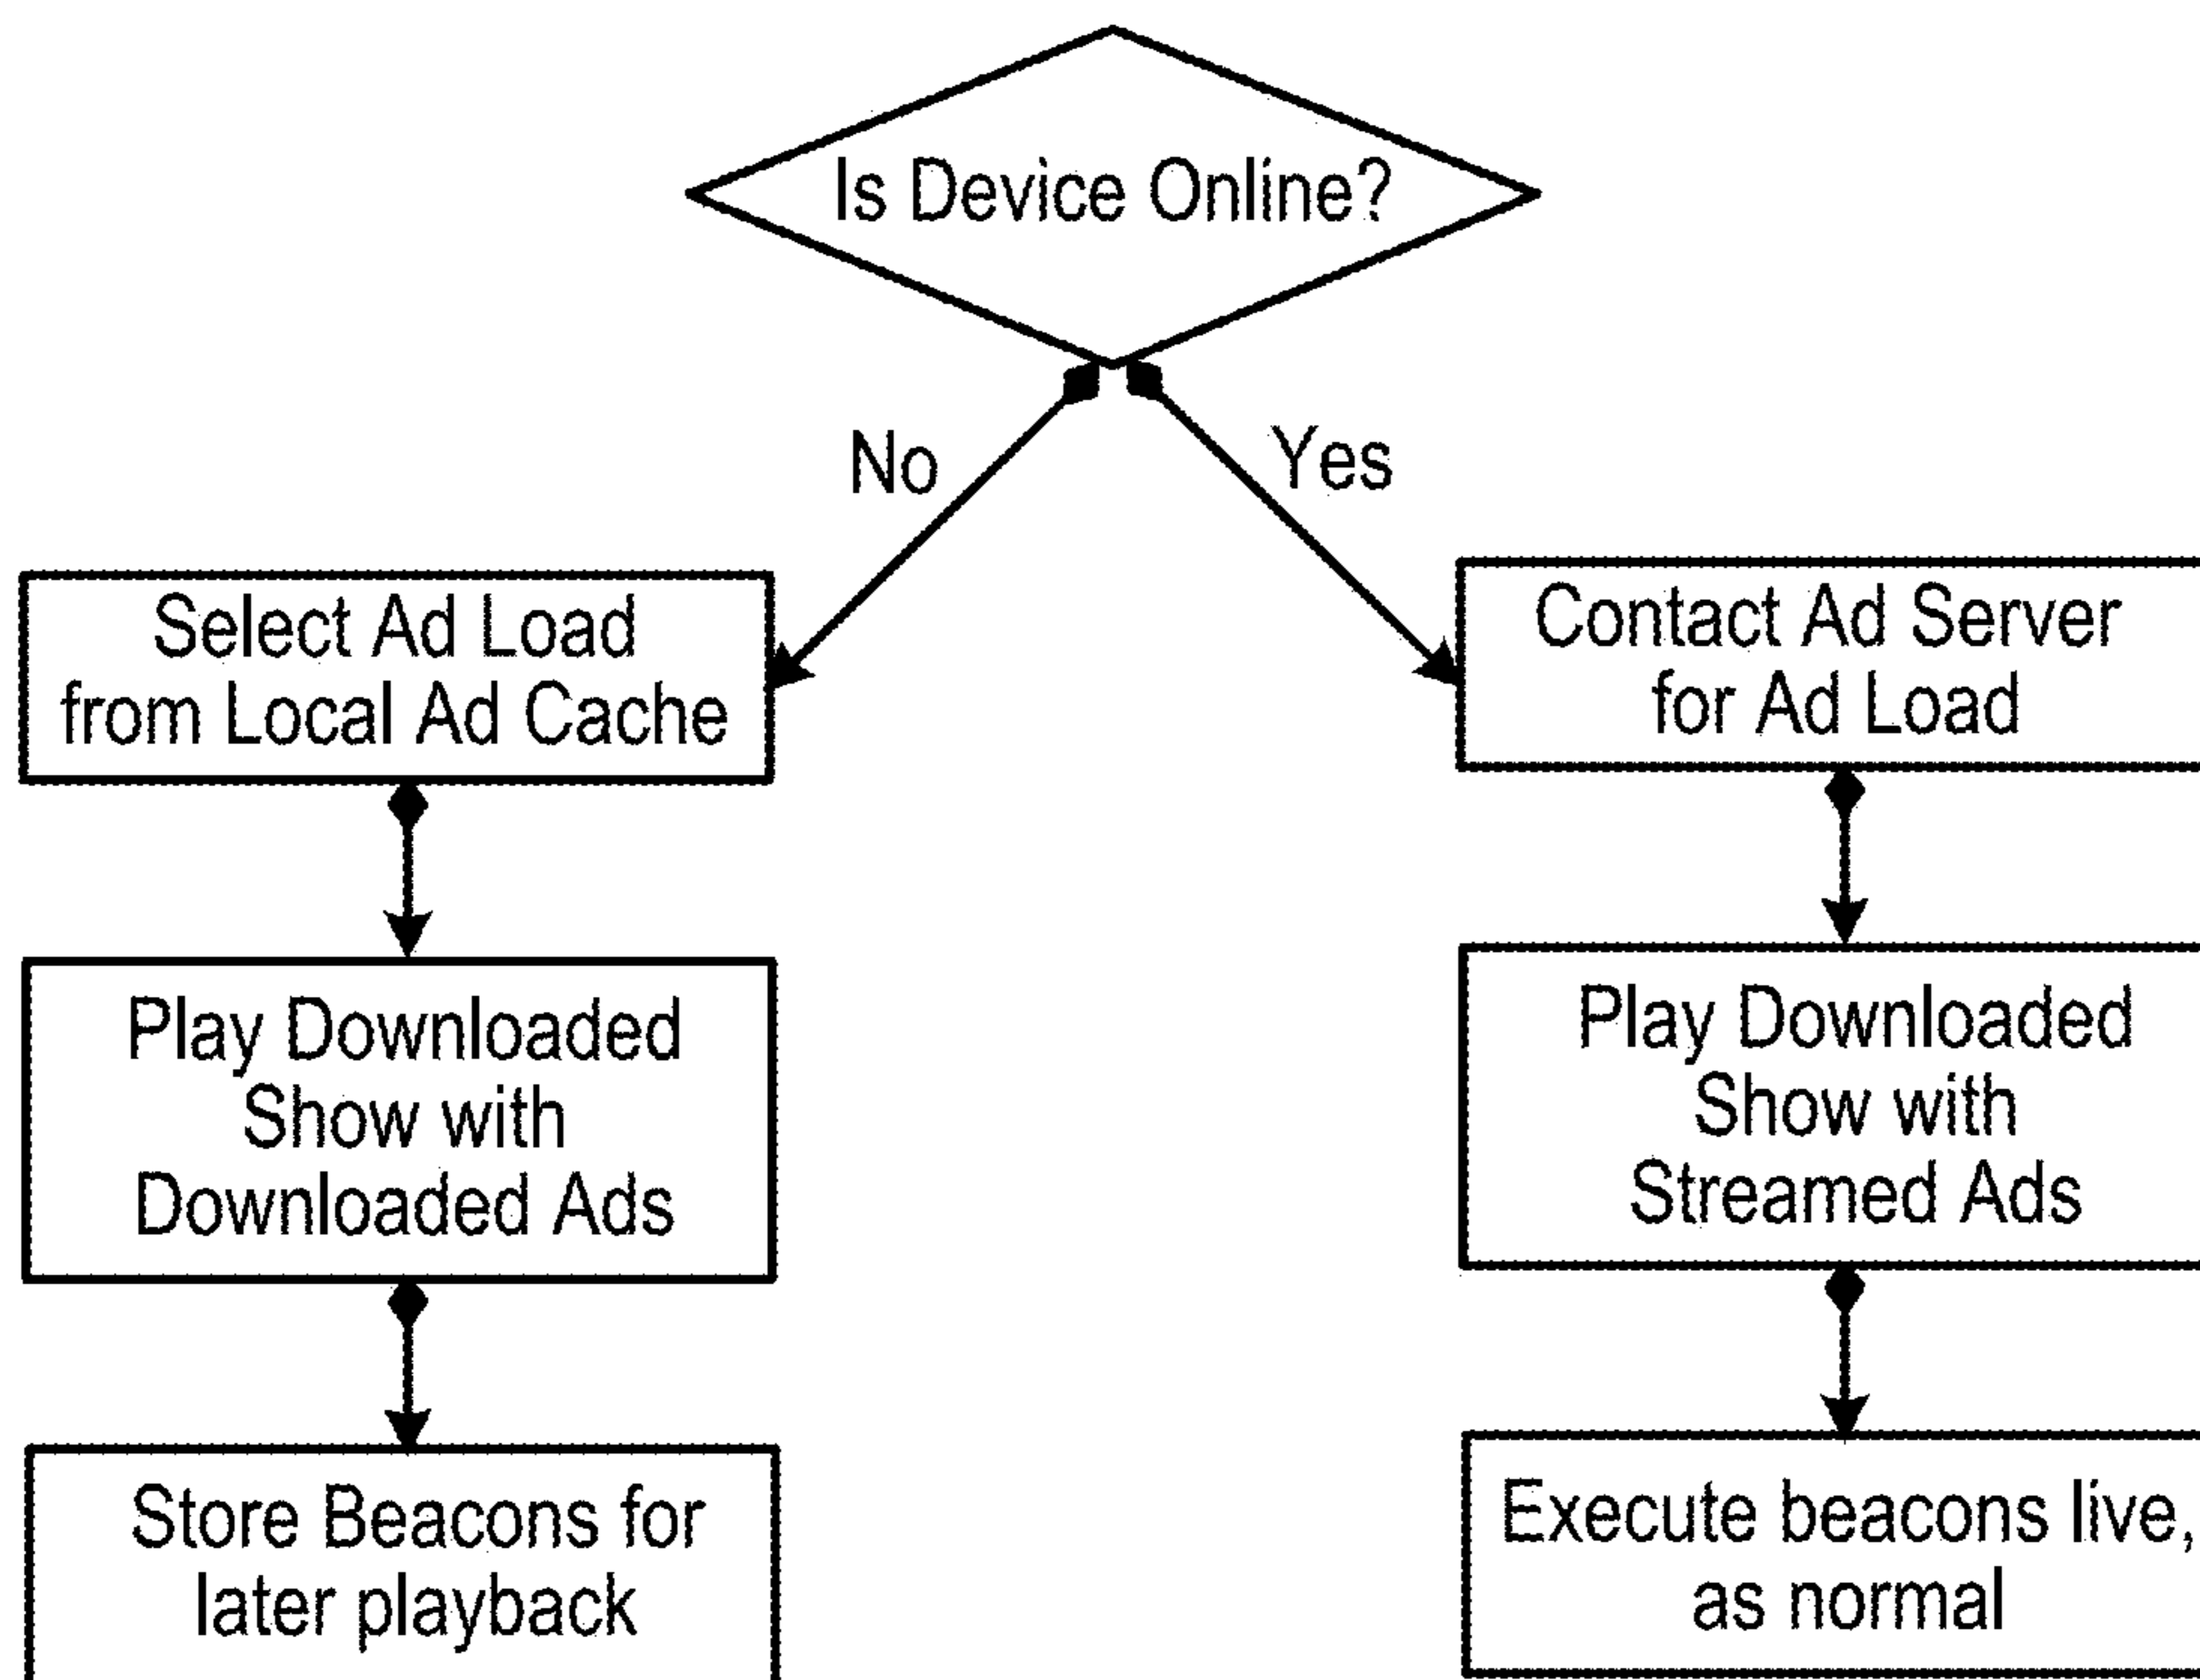 Is Device Online?
No
Yes
Select Ad Load
from Local Ad Cache
Contact Ad Server
for Ad Load
Play Downloaded
Show with
Downloaded Ads
Play Downloaded
Show with
Streamed Ads
Store Beacons for
later playback
Execute beacons live,
as normal